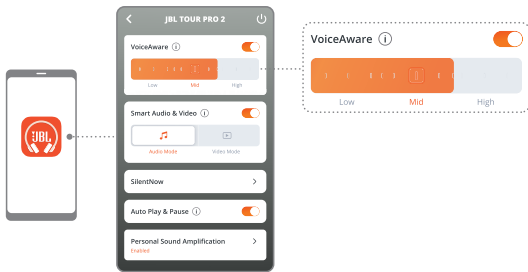 JBL TOUR PRO 2
VoiceAware i
Low Mid High
Smart Audio & Video i
Audio Mode Video Mode
SilentNow
Auto Play & Pause i
Personal Sound Amplification
Enabled
JBL
VoiceAware i
Low Mid High